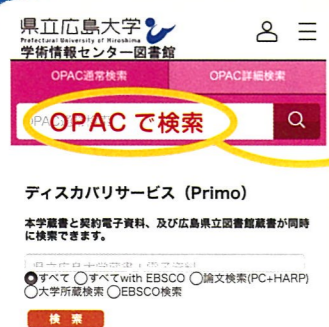 県立広島大学
Prefectural University of Hiroshima
学術情報センター図書館
OPAC通常検索
OPAC詳細検索
OPAC で検索
ディスカバリサービス（Primo）
本学蔵書と契約電子資料、及び広島県立図書館蔵書が同時
に検索できます。
すべて すべてwith EBSCO 論文検索(PC+HARP)
大学所蔵検索 EBSCO検索
検 索